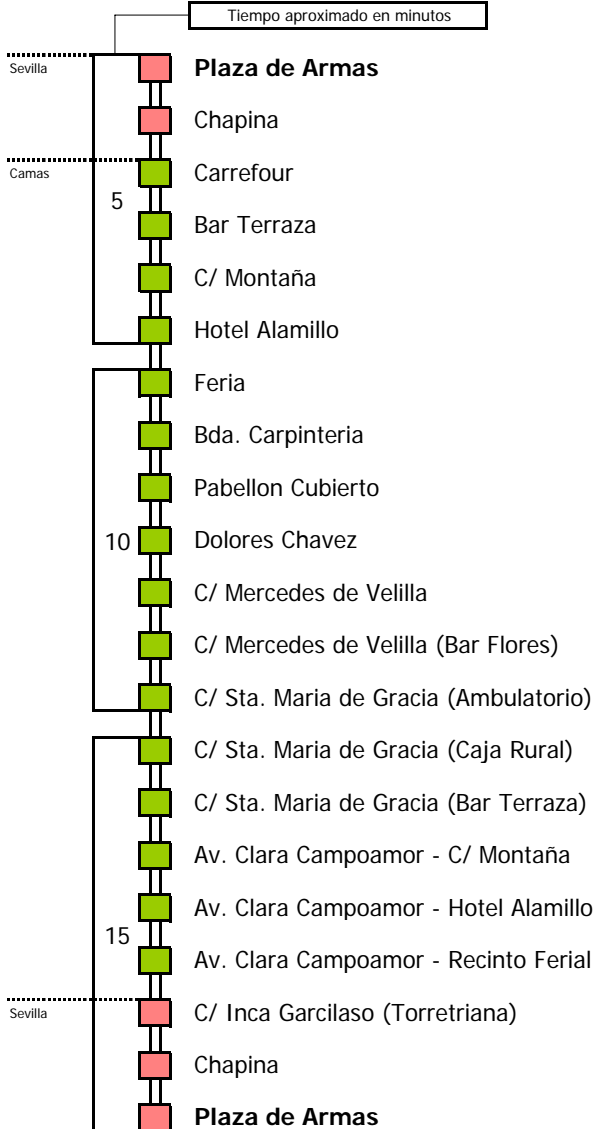 Tiempo aproximado en minutos
Sevilla
Plaza de Armas
Chapina
Camas
Carrefour
5
Bar Terraza
C/ Montaña
Hotel Alamillo
Feria
Bda. Carpinteria
Pabellon Cubierto
10
Dolores Chavez
C/ Mercedes de Velilla
C/ Mercedes de Velilla (Bar Flores)
C/ Sta. Maria de Gracia (Ambulatorio)
C/ Sta. Maria de Gracia (Caja Rural)
C/ Sta. Maria de Gracia (Bar Terraza)
Av. Clara Campoamor - C/ Montaña
Av. Clara Campoamor - Hotel Alamillo
15
Av. Clara Campoamor - Recinto Ferial
Sevilla
C/ Inca Garcilaso (Torretriana)
Chapina
Plaza de Armas